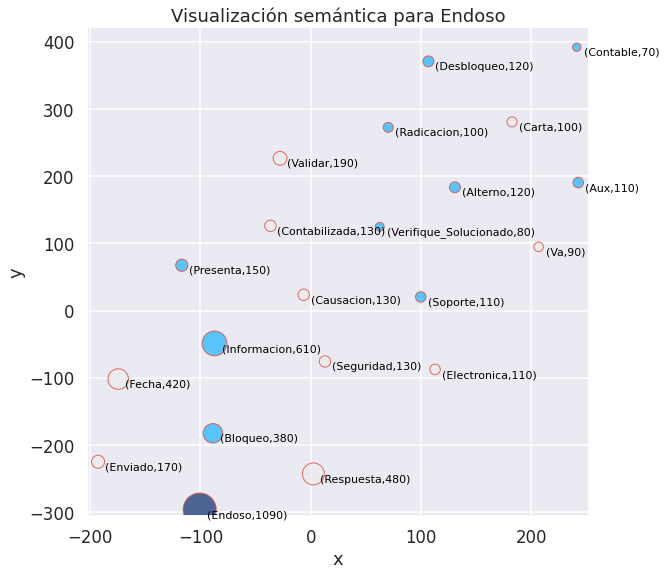 Visualización semántica para Endoso
400
300
200
100
0
−100
−200
−300
y
(Contable,70)
(Desbloqueo,120)
(Radicacion,100)
(Carta,100)
(Validar,190)
(Alterno,120)
(Aux,110)
(Contabilizada,130)
(Verifique_Solucionado,80)
(Va,90)
(Presenta,150)
(Causacion,130)
(Soporte,110)
(Informacion,610)
(Seguridad,130)
(Electronica,110)
(Fecha,420)
(Bloqueo,380)
(Enviado,170)
(Respuesta,480)
(Endoso,1090)
−200
−100
0
100
200
x